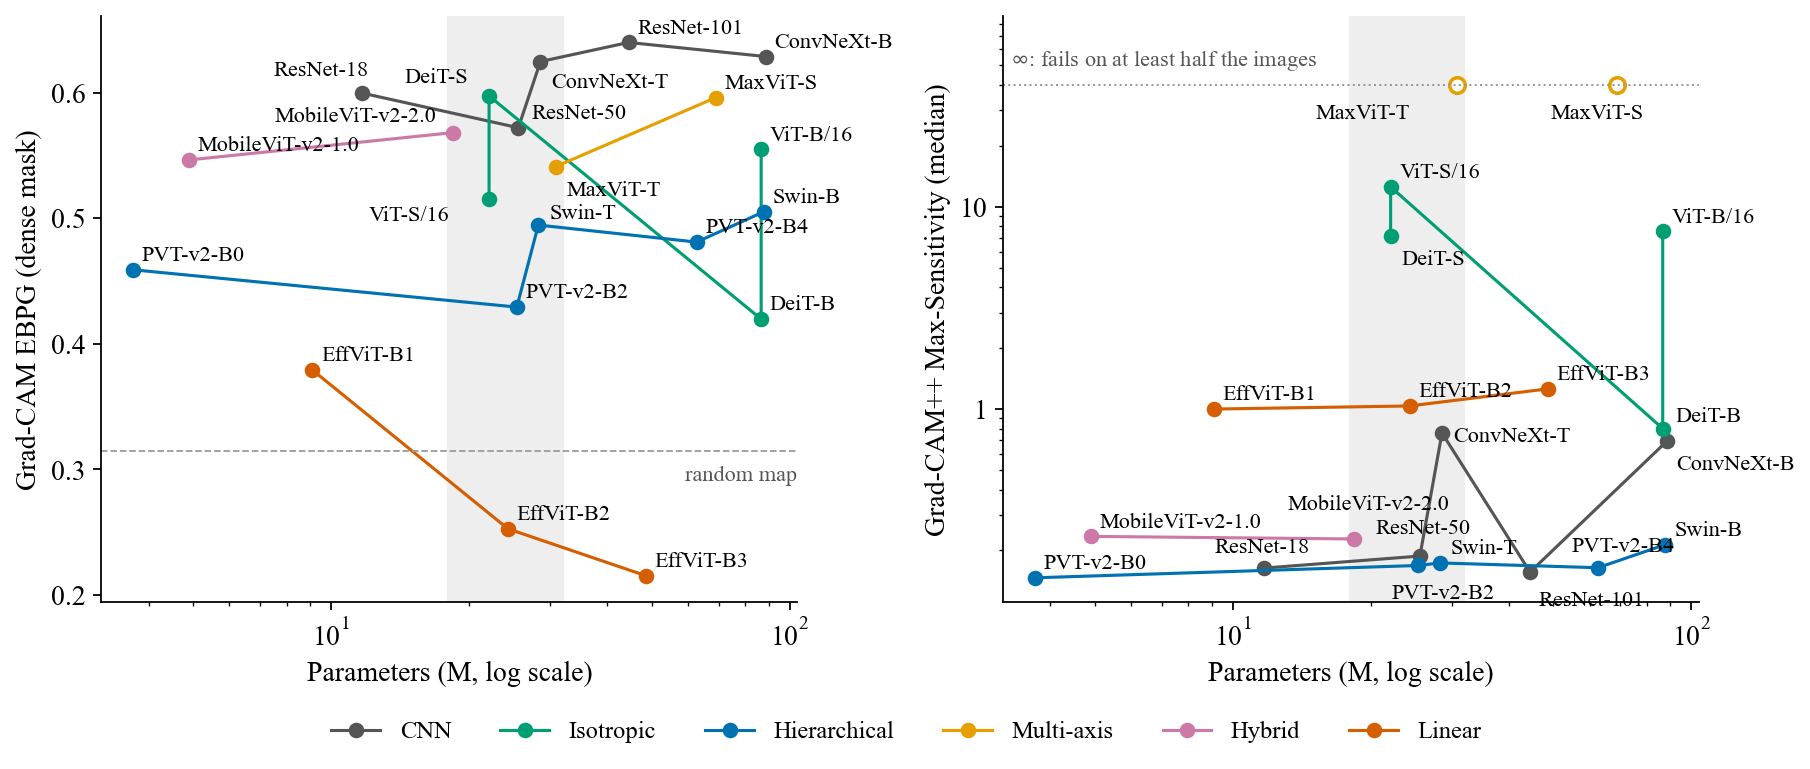 Grad-CAM EBPG (dense mask)
0.6
0.5
0.4
0.3
0.2
ResNet-101
ConvNeXt-B
ResNet-18
DeiT-S
ConvNeXt-T
MaxViT-S
MobileViT-v2-2.0
ResNet-50
MobileViT-v2-1.0
ViT-B/16
MaxViT-T
Swin-B
ViT-S/16
Swin-T
PVT-v2-B4
PVT-v2-B0
PVT-v2-B2
DeiT-B
EffViT-B1
random map
EffViT-B2
EffViT-B3
10^1
10^2
Parameters (M, log scale)
Grad-CAM++ Max-Sensitivity (median)
10
1
∞: fails on at least half the images
MaxViT-T
MaxViT-S
ViT-S/16
ViT-B/16
DeiT-S
EffViT-B3
EffViT-B1
EffViT-B2
DeiT-B
ConvNeXt-T
ConvNeXt-B
MobileViT-v2-2.0
MobileViT-v2-1.0
ResNet-50
Swin-B
ResNet-18
Swin-T
PVT-v2-B4
PVT-v2-B0
PVT-v2-B2
ResNet-101
10^1
10^2
Parameters (M, log scale)
CNN
Isotropic
Hierarchical
Multi-axis
Hybrid
Linear